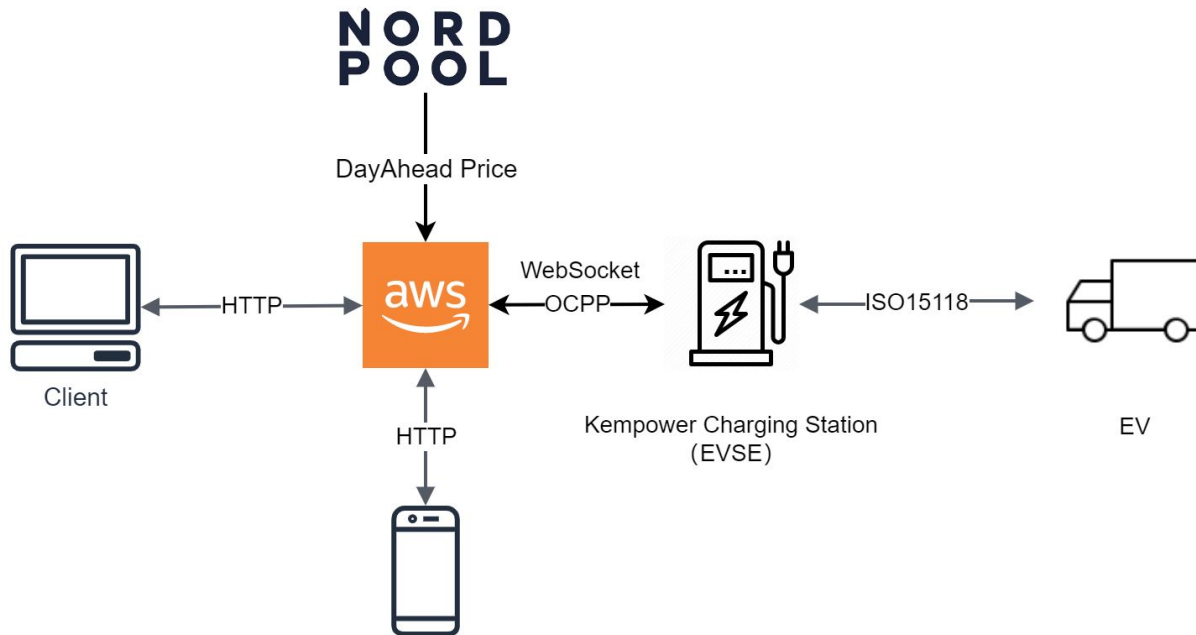 NORD
POOL
DayAhead Price
HTTP
aws
WebSocket
OCPP
ISO15118
Client
Kempower Charging Station
(EVSE)
EV
HTTP